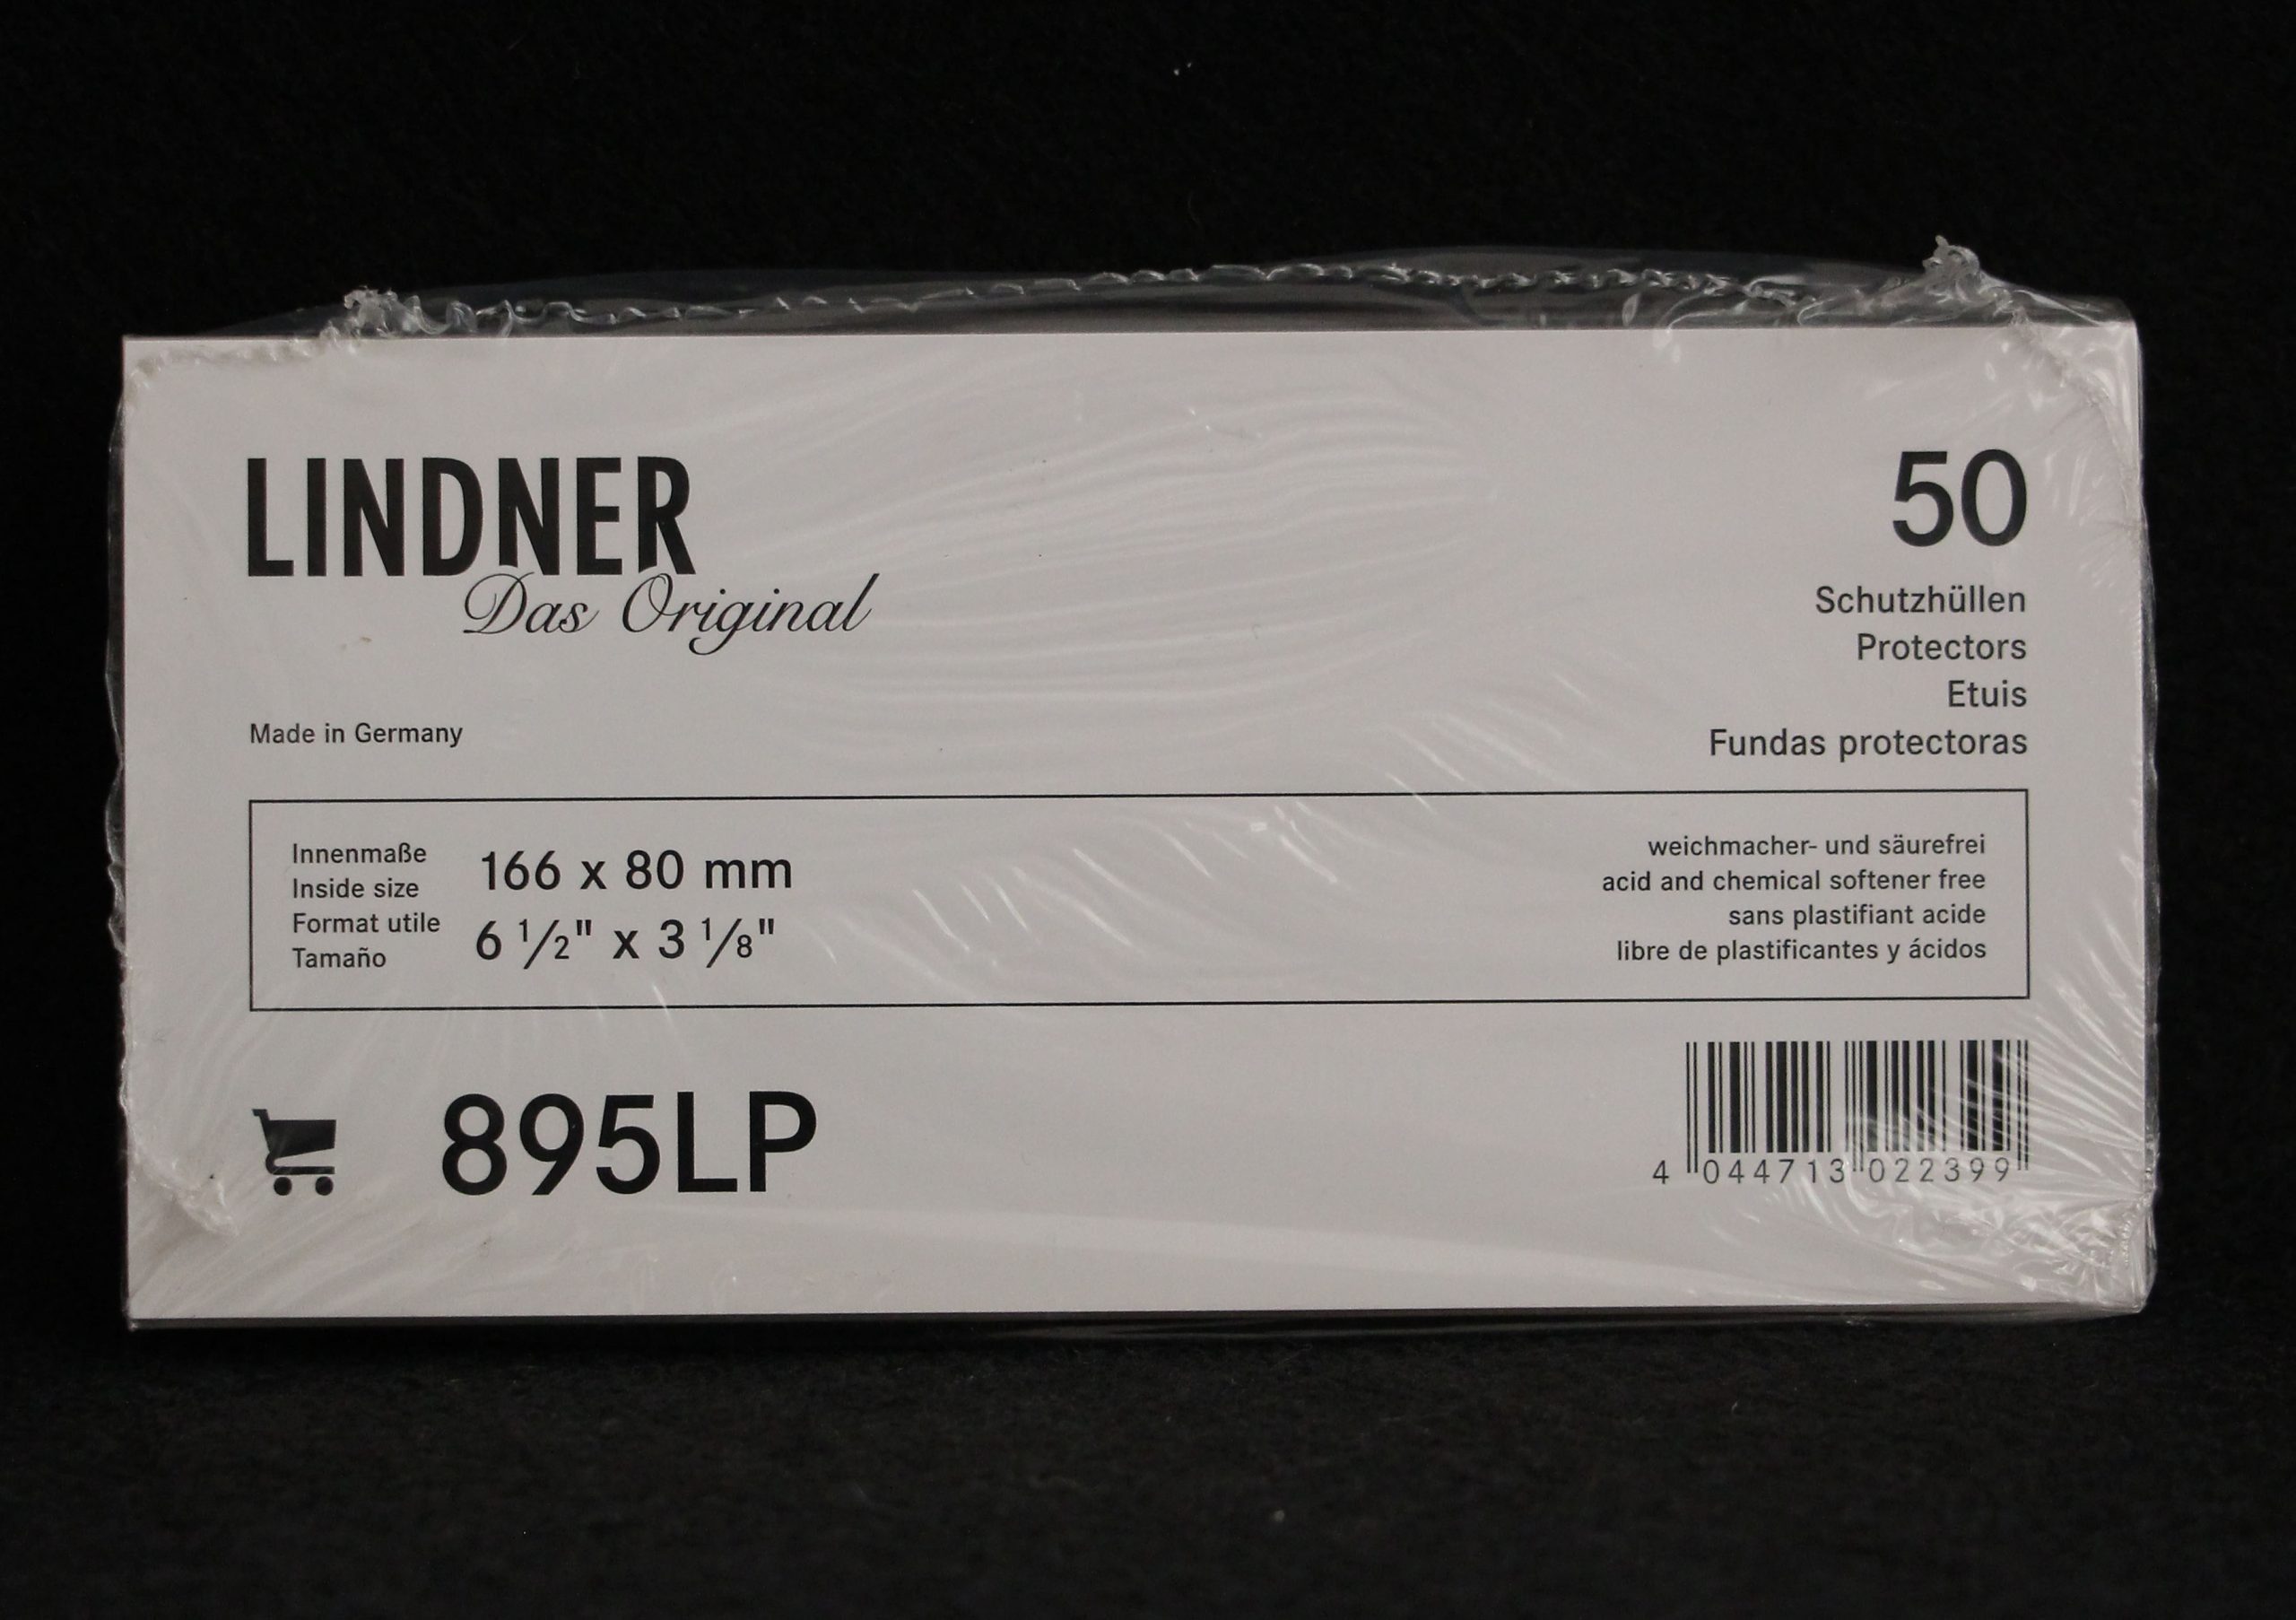 LINDNER
Das Original
Made in Germany
50
Schutzhüllen
Protectors
Etuis
Fundas protectoras
Innenmaße
Inside size
Format utile
Tamaño
166 x 80 mm
6 1/2" x 3 1/8"
weichmacher- und säurefrei
acid and chemical softener free
sans plastifiant acide
libre de plastificantes y ácidos
895LP
4 044713 022399